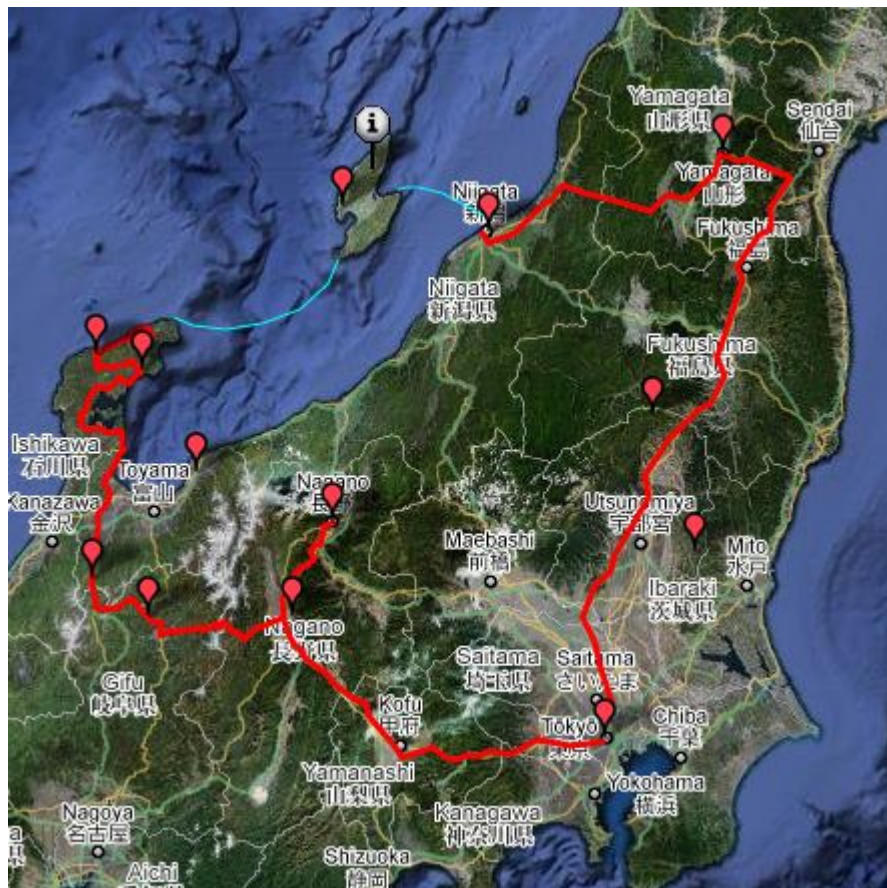 i
Yamagata
山形県
Sendai
仙台
Yamagata
山形
Niigata
新潟
Fukushima
福島
Niigata
新潟県
Fukushima
福島県
Ishikawa
石川県
Toyama
富山
Nagano
長野
Kanazawa
金沢
Utsunomiya
宇都宮
Maebashi
前橋
Mito
水戸
Ibaraki
茨城県
Nagano
長野県
Saitama
埼玉県
Saitama
さいたま
Gifu
岐阜県
Kofu
甲府
Tōkyō
東京
Chiba
千葉
Yamanashi
山梨県
Yokohama
横浜
Kanagawa
神奈川県
Nagoya
名古屋
Shizuoka
静岡
Aichi